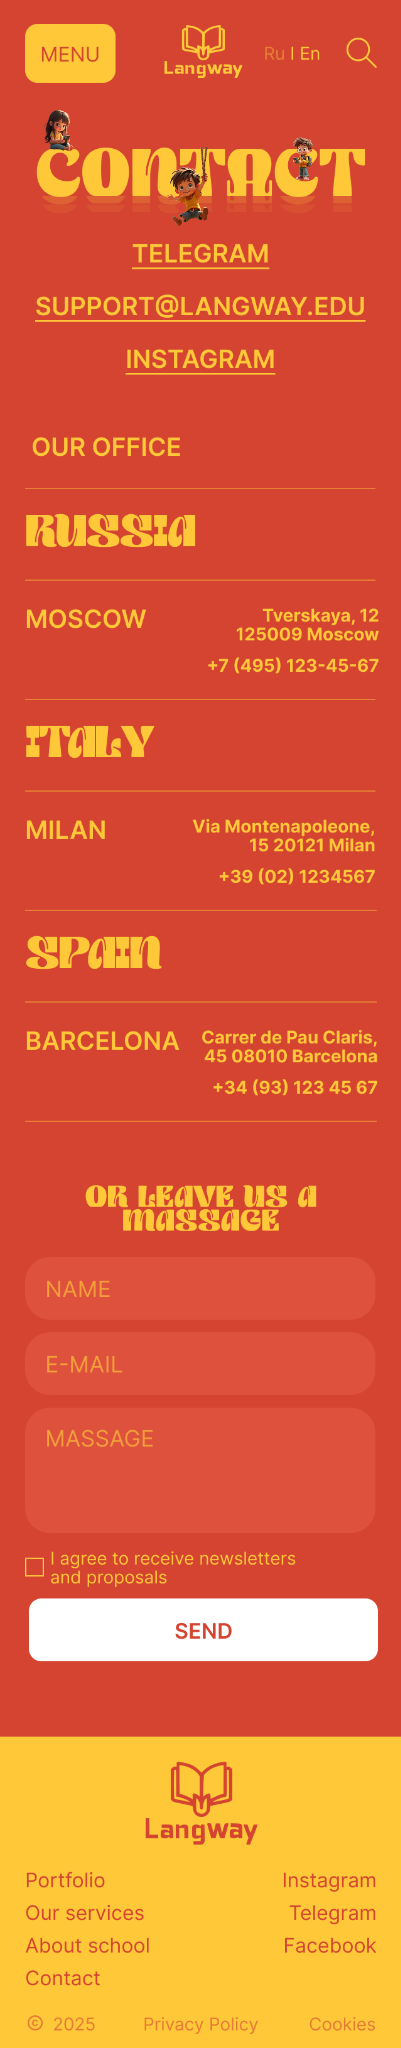 MENU
Langway
Ru I En
CONTACT
TELEGRAM
SUPPORT@LANGWAY.EDU
INSTAGRAM
OUR OFFICE
RUSSIA
MOSCOW
Tverskaya, 12
125009 Moscow
+7 (495) 123-45-67
ITALY
MILAN
Via Montenapoleone,
15 20121 Milan
+39 (02) 1234567
SPAIN
BARCELONA
Carrer de Pau Claris,
45 08010 Barcelona
+34 (93) 123 45 67
OR LEAVE US A
MASSAGE
NAME
E-MAIL
MASSAGE
I agree to receive newsletters
and proposals
SEND
Langway
Portfolio
Our services
About school
Contact
Instagram
Telegram
Facebook
© 2025
Privacy Policy
Cookies